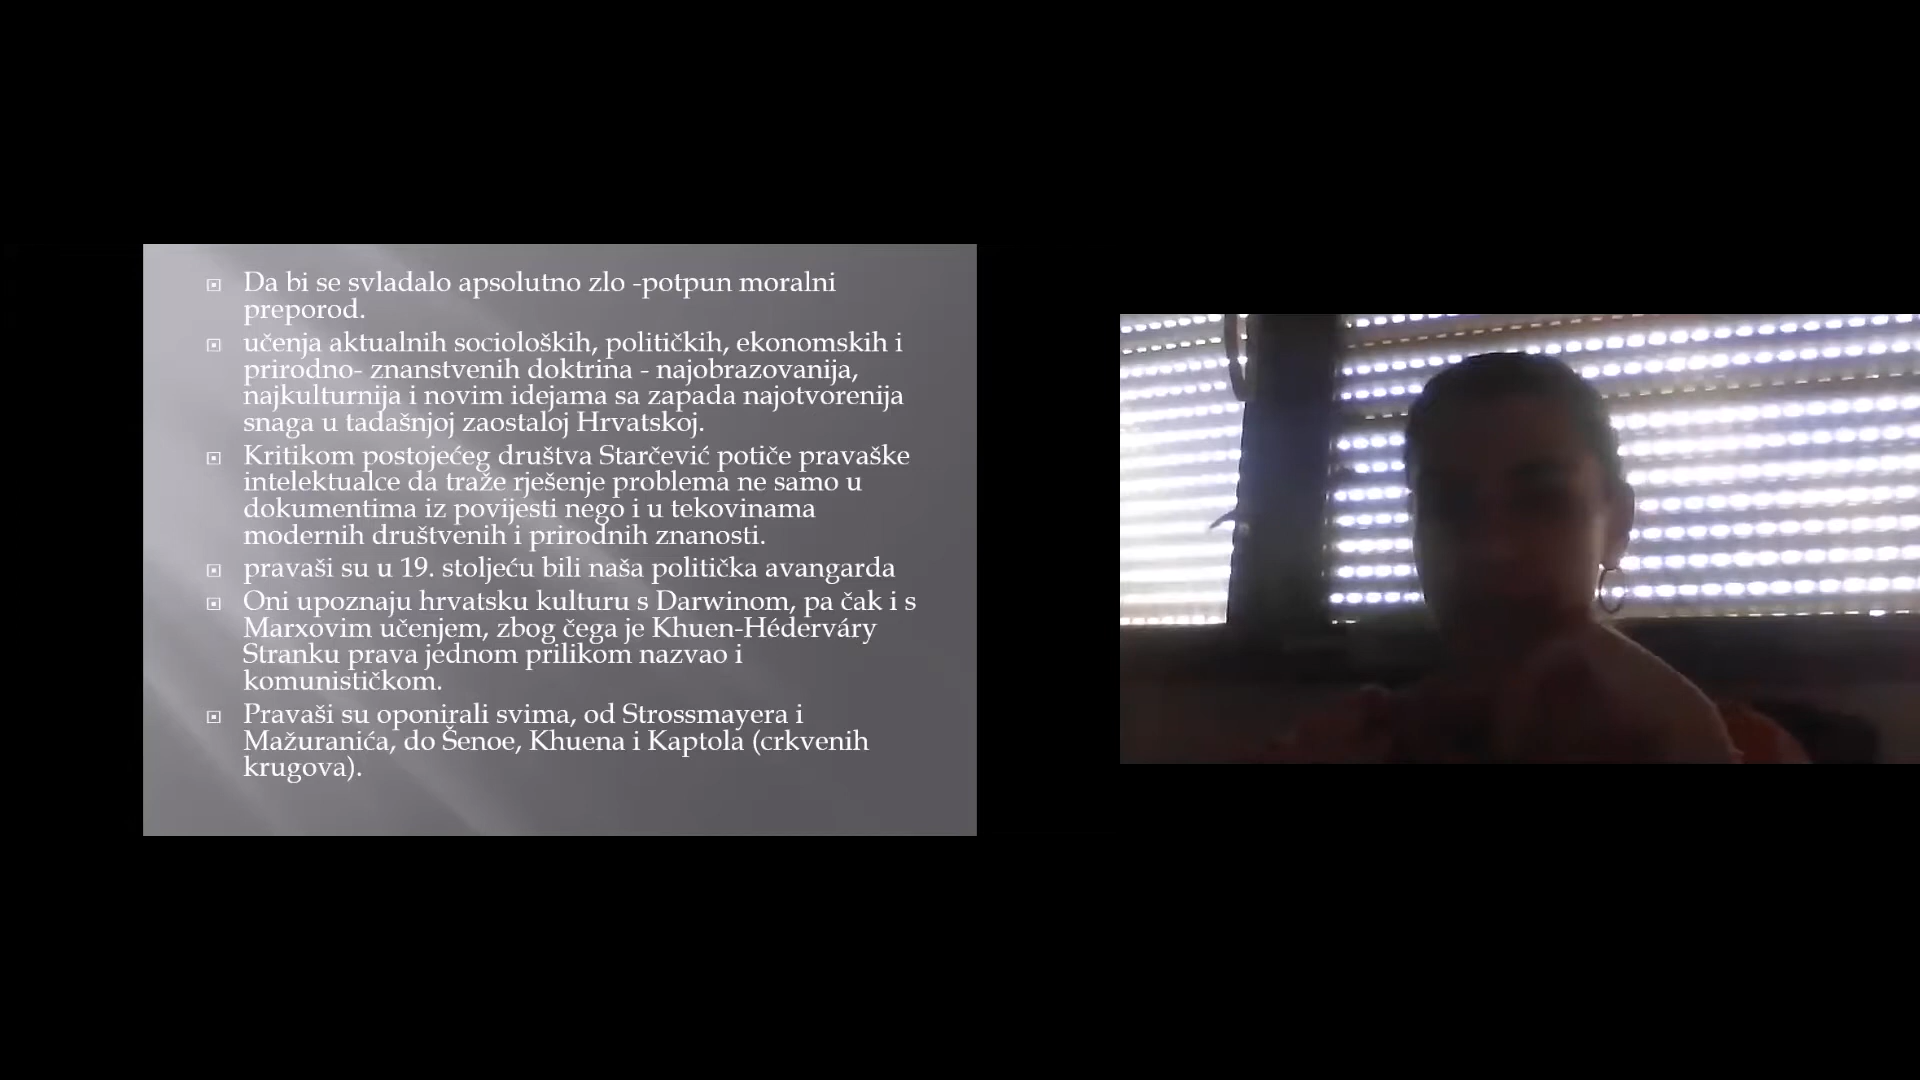 Da bi se svladalo apsolutno zlo -potpun moralni
preporod.
učenja aktualnih socioloških, političkih, ekonomskih i
prirodno- znanstvenih doktrina - najobrazovanija,
najkulturnija i novim idejama sa zapada najotvorenija
snaga u tadašnjoj zaostaloj Hrvatskoj.
Kritikom postojećeg društva Starčević potiče pravaške
intelektualce da traže rješenje problema ne samo u
dokumentima iz povijesti nego i u tekovinama
modernih društvenih i prirodnih znanosti.
pravaši su u 19. stoljeću bili naša politička avangarda
Oni upoznaju hrvatsku kulturu s Darwinom, pa čak i s
Marxovim učenjem, zbog čega je Khuen-Héderváry
Stranku prava jednom prilikom nazvao i
komunističkom.
Pravaši su oponirali svima, od Strossmayera i
Mažuranića, do Šenoe, Khuena i Kaptola (crkvenih
krugova).